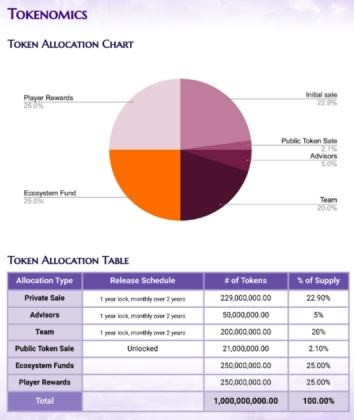 Tokenomics
Token Allocation Chart
Player Rewards
25.0%
Initial sale
22.9%
Public Token Sale
2.1%
Advisors
5.0%
Ecosystem Fund
25.0%
Team
20.0%
Token Allocation Table
Allocation Type Release Schedule # of Tokens % of Supply
Private Sale 1 year lock, monthly over 2 years 229,000,000.00 22.90%
Advisors 1 year lock, monthly over 2 years 50,000,000.00 5%
Team 1 year lock, monthly over 2 years 200,000,000.00 20%
Public Token Sale Unlocked 21,000,000.00 2.10%
Ecosystem Funds 250,000,000.00 25.00%
Player Rewards 250,000,000.00 25.00%
Total 1,000,000,000.00 100.00%